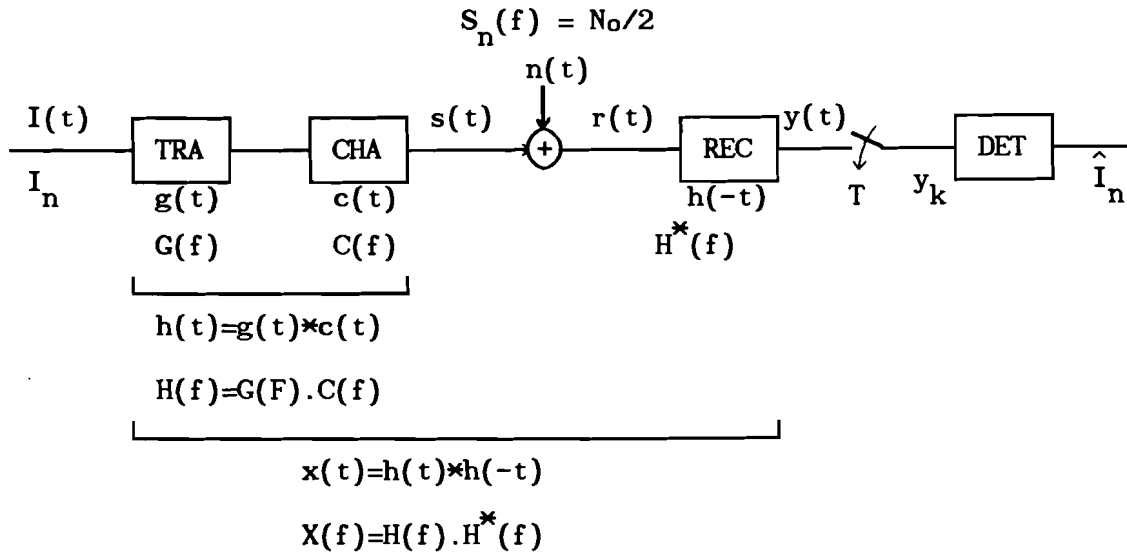 S_n(f) = No/2
n(t)
I(t) TRA CHA s(t) + r(t) REC y(t) DET
I_n g(t) c(t) h(-t) T y_k Î_n
G(f) C(f) H*(f)
h(t)=g(t)*c(t)
H(f)=G(F).C(f)
x(t)=h(t)*h(-t)
X(f)=H(f).H*(f)